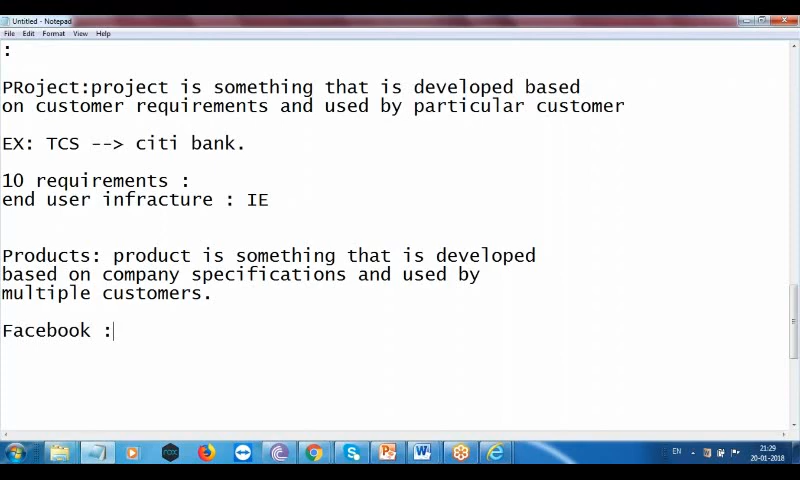 Untitled - Notepad
File Edit Format View Help
:
PRoject:project is something that is developed based
on customer requirements and used by particular customer
EX: TCS --> citi bank.
10 requirements :
end user infracture : IE
Products: product is something that is developed
based on company specifications and used by
multiple customers.
Facebook :
EN
21:29
20-01-2018